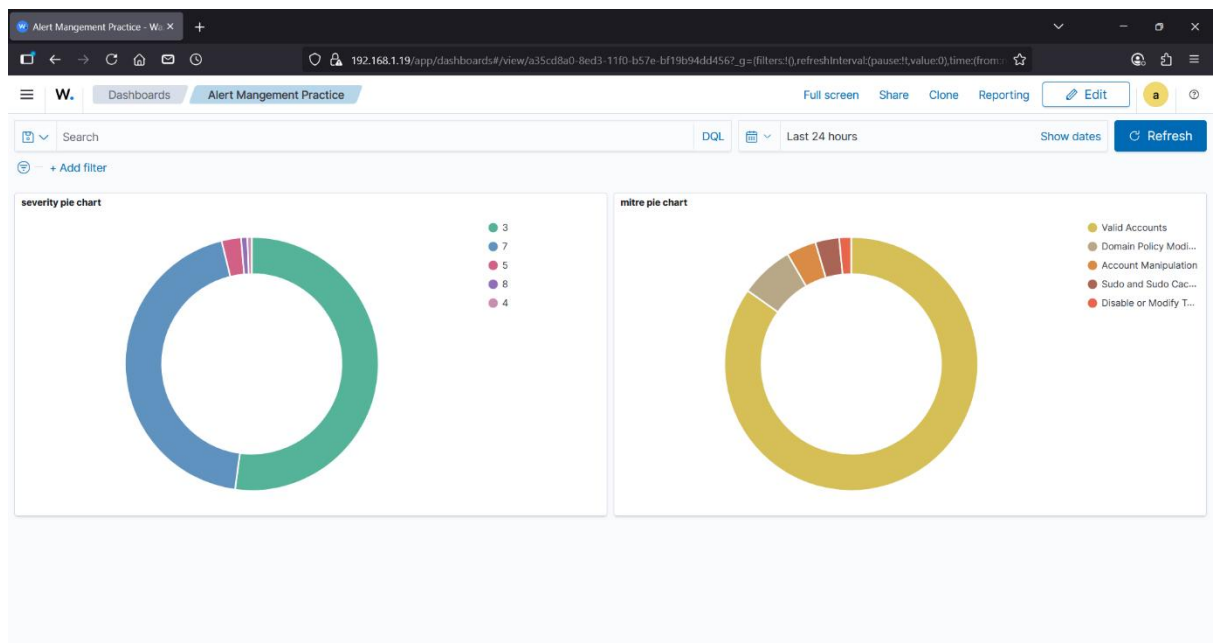 Alert Mangement Practice - Wa
192.168.1.19/app/dashboards#/view/a35cd8a0-8ed3-11f0-b57e-bf19b94dd456?_g=(filters:!(),refreshInterval:(pause:!t,value:0),time:(from:
W. Dashboards Alert Mangement Practice Full screen Share Clone Reporting Edit a
Search DQL Last 24 hours Show dates Refresh
+ Add filter
severity pie chart
3
7
5
8
4
mitre pie chart
Valid Accounts
Domain Policy Modi...
Account Manipulation
Sudo and Sudo Cac...
Disable or Modify T...